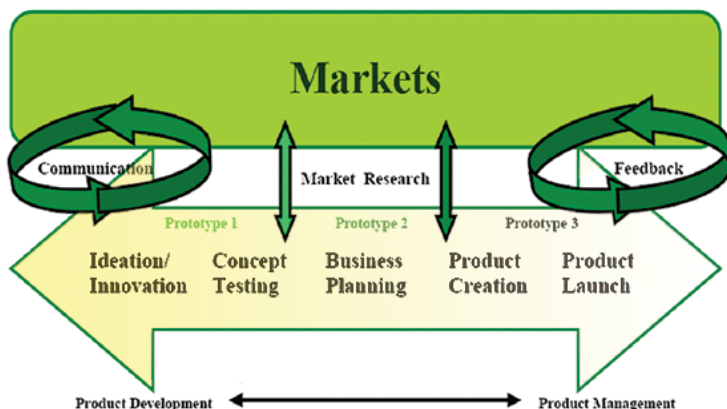 Markets
Communication
Market Research
Feedback
Prototype 1
Prototype 2
Prototype 3
Ideation/
Innovation
Concept
Testing
Business
Planning
Product
Creation
Product
Launch
Product Development
Product Management